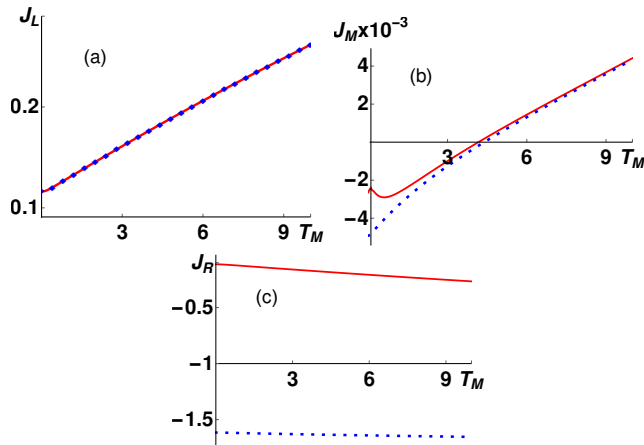 J_L
(a)
0.2
0.1
3 6 9 T_M
J_M x10^−3
(b)
4
2
−2
−4
3 6 9 T_M
J_R
(c)
−0.5
−1
−1.5
3 6 9 T_M